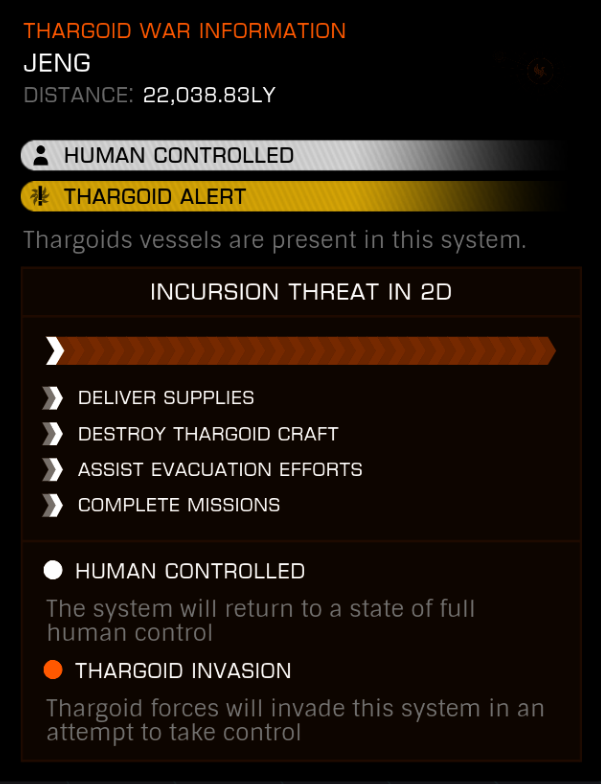 THARGOID WAR INFORMATION
JENG
DISTANCE: 22,038.83LY
HUMAN CONTROLLED
THARGOID ALERT
Thargoids vessels are present in this system.
INCURSION THREAT IN 2D
DELIVER SUPPLIES
DESTROY THARGOID CRAFT
ASSIST EVACUATION EFFORTS
COMPLETE MISSIONS
HUMAN CONTROLLED
The system will return to a state of full
human control
THARGOID INVASION
Thargoid forces will invade this system in an
attempt to take control